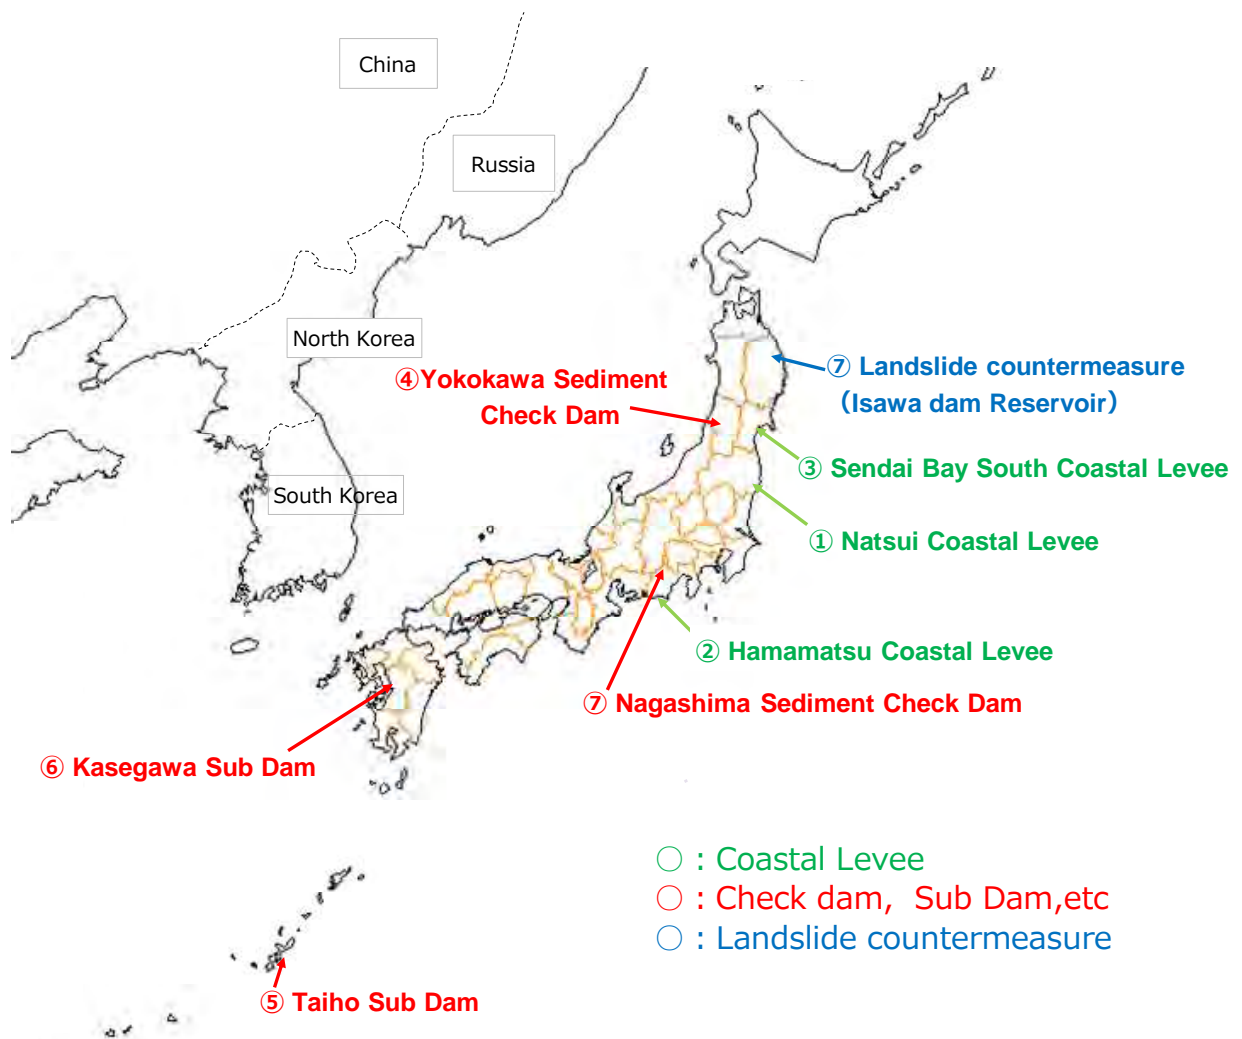 China
Russia
North Korea
④Yokokawa Sediment
Check Dam
⑦ Landslide countermeasure
（Isawa dam Reservoir）
③ Sendai Bay South Coastal Levee
South Korea
① Natsui Coastal Levee
② Hamamatsu Coastal Levee
⑦ Nagashima Sediment Check Dam
⑥ Kasegawa Sub Dam
○ : Coastal Levee
○ : Check dam, Sub Dam,etc
○ : Landslide countermeasure
⑤ Taiho Sub Dam